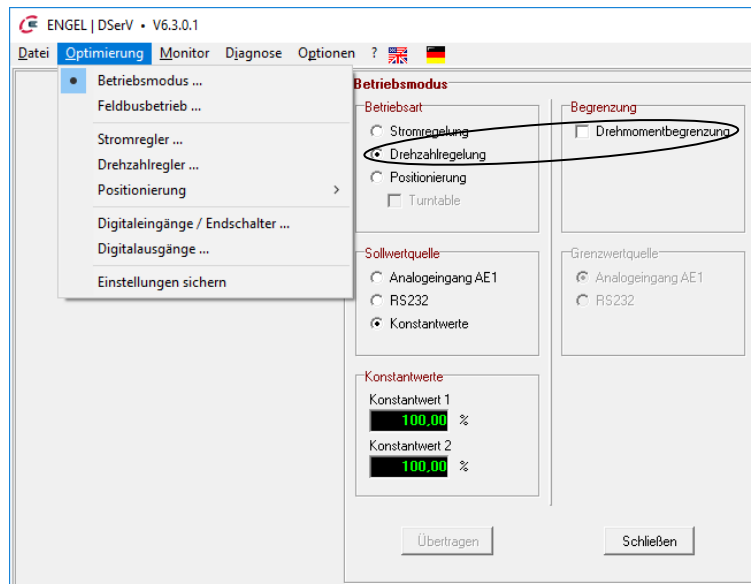 ENGEL | DSerV • V6.3.0.1
Datei Optimierung Monitor Diagnose Optionen ?
Betriebsmodus ...
Feldbusbetrieb ...
Stromregler ...
Drehzahlregler ...
Positionierung >
Digitaleingänge / Endschalter ...
Digitalausgänge ...
Einstellungen sichern
Betriebsmodus
Betriebsart
Stromregelung
Drehzahlregelung
Positionierung
Turntable
Begrenzung
Drehmomentbegrenzung
Sollwertquelle
Analogeingang AE1
RS232
Konstantwerte
Grenzwertquelle
Analogeingang AE1
RS232
Konstantwerte
Konstantwert 1
100,00 %
Konstantwert 2
100,00 %
Übertragen
Schließen